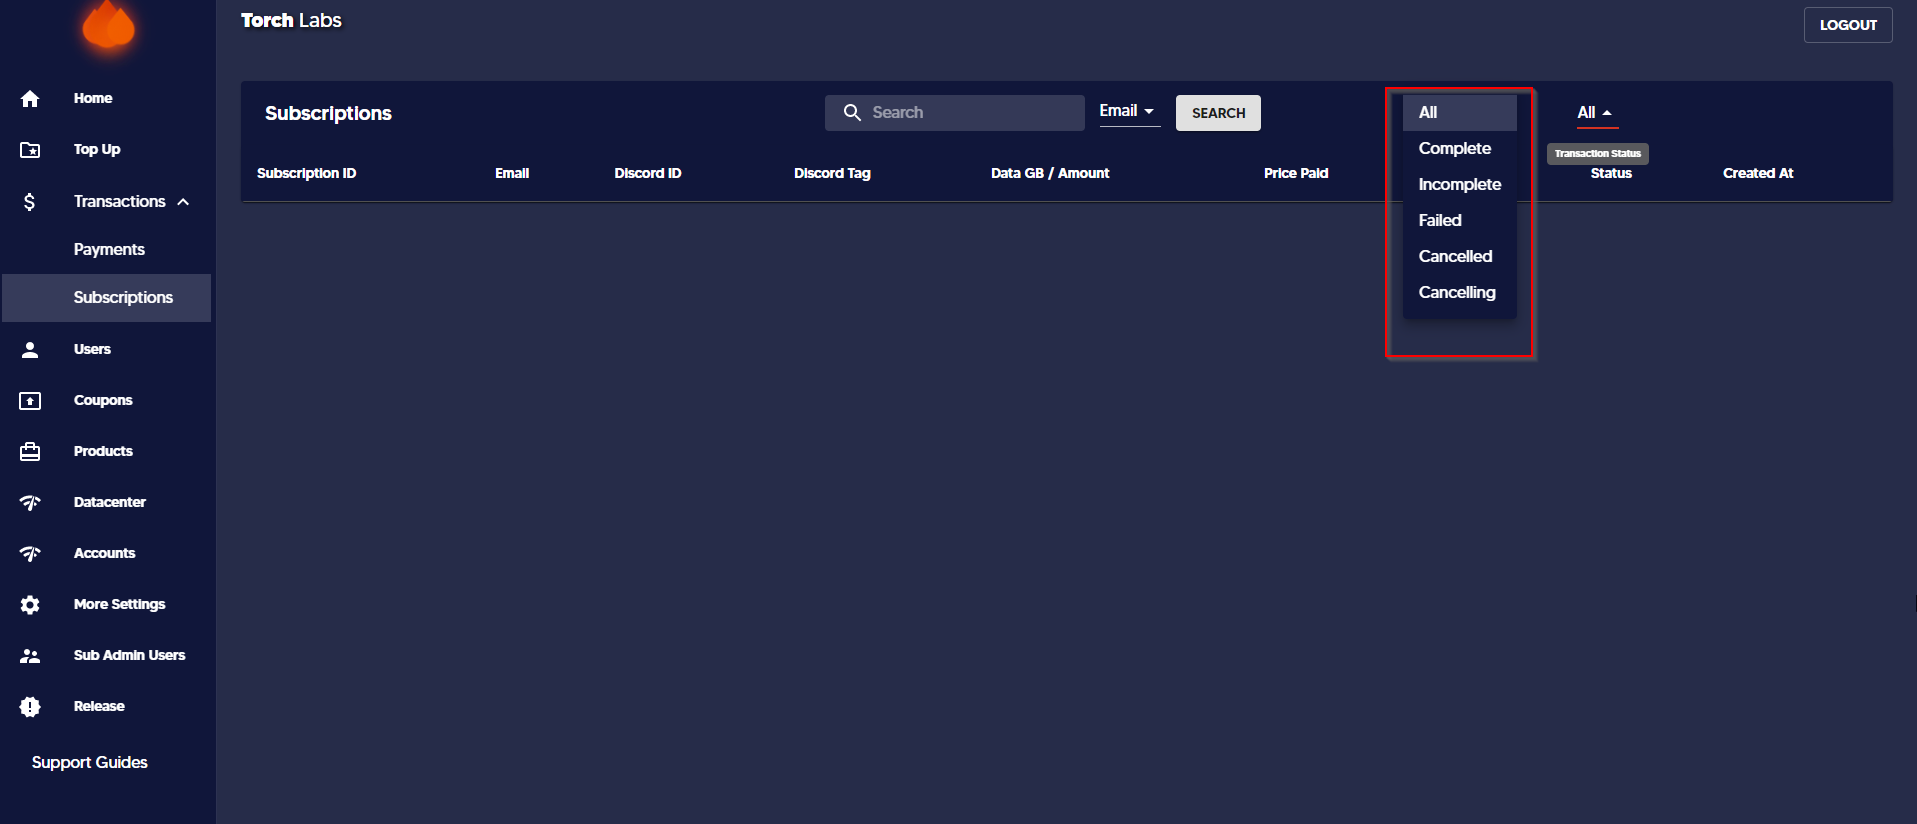 Torch Labs
LOGOUT
Home
Top Up
Transactions
Payments
Subscriptions
Users
Coupons
Products
Datacenter
Accounts
More Settings
Sub Admin Users
Release
Support Guides
Subscriptions
Search
Email
SEARCH
All
Complete
Incomplete
Failed
Cancelled
Cancelling
All
Transaction Status
Subscription ID
Email
Discord ID
Discord Tag
Data GB / Amount
Price Paid
Status
Created At